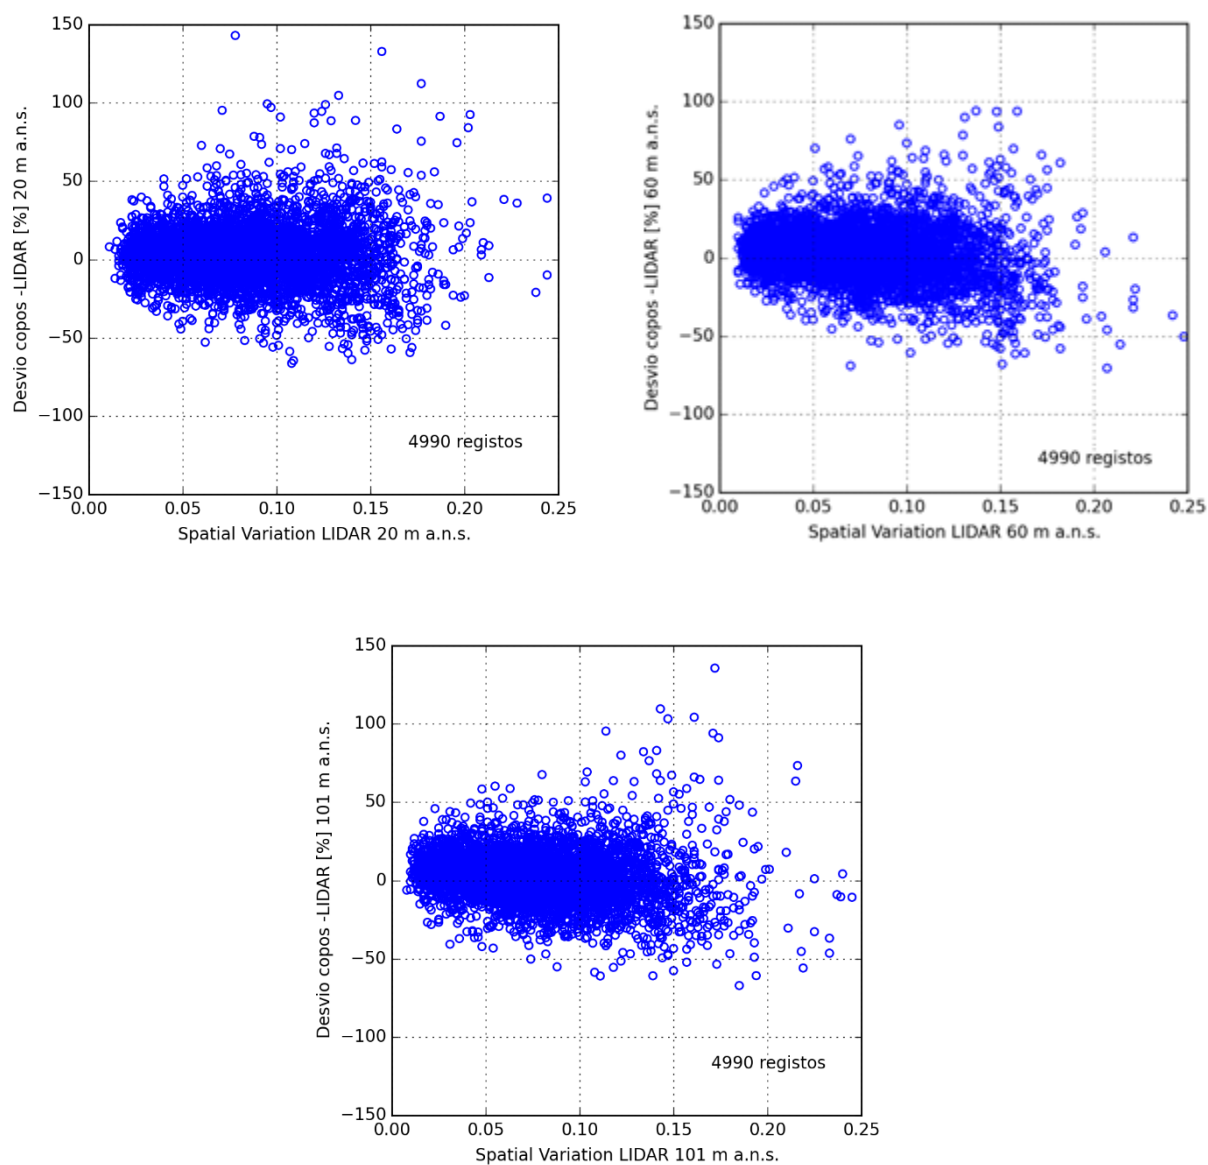 150
100
50
0
−50
−100
−150
0.00 0.05 0.10 0.15 0.20 0.25
Desvio copos -LIDAR [%] 20 m a.n.s.
4990 registos
Spatial Variation LIDAR 20 m a.n.s.
150
100
50
0
−50
−100
−150
0.00 0.05 0.10 0.15 0.20 0.25
Desvio copos -LIDAR [%] 60 m a.n.s.
4990 registos
Spatial Variation LIDAR 60 m a.n.s.
150
100
50
0
−50
−100
−150
0.00 0.05 0.10 0.15 0.20 0.25
Desvio copos -LIDAR [%] 101 m a.n.s.
4990 registos
Spatial Variation LIDAR 101 m a.n.s.